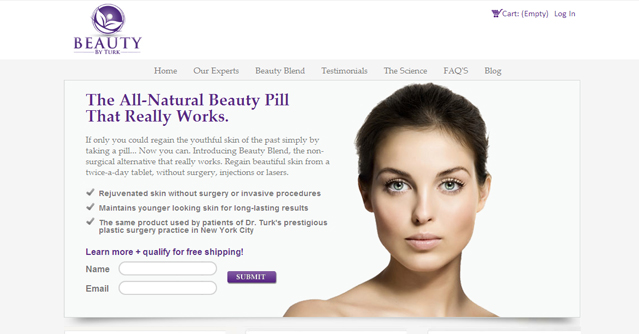 BEAUTY
BY TURK
Cart: (Empty) Log In
Home Our Experts Beauty Blend Testimonials The Science FAQ'S Blog
The All-Natural Beauty Pill
That Really Works.
If only you could regain the youthful skin of the past simply by
taking a pill... Now you can. Introducing Beauty Blend, the non-
surgical alternative that really works. Regain beautiful skin from a
twice-a-day tablet, without surgery, injections or lasers.
Rejuvenated skin without surgery or invasive procedures
Maintains younger looking skin for long-lasting results
The same product used by patients of Dr. Turk's prestigious
plastic surgery practice in New York City
Learn more + qualify for free shipping!
Name
SUBMIT
Email